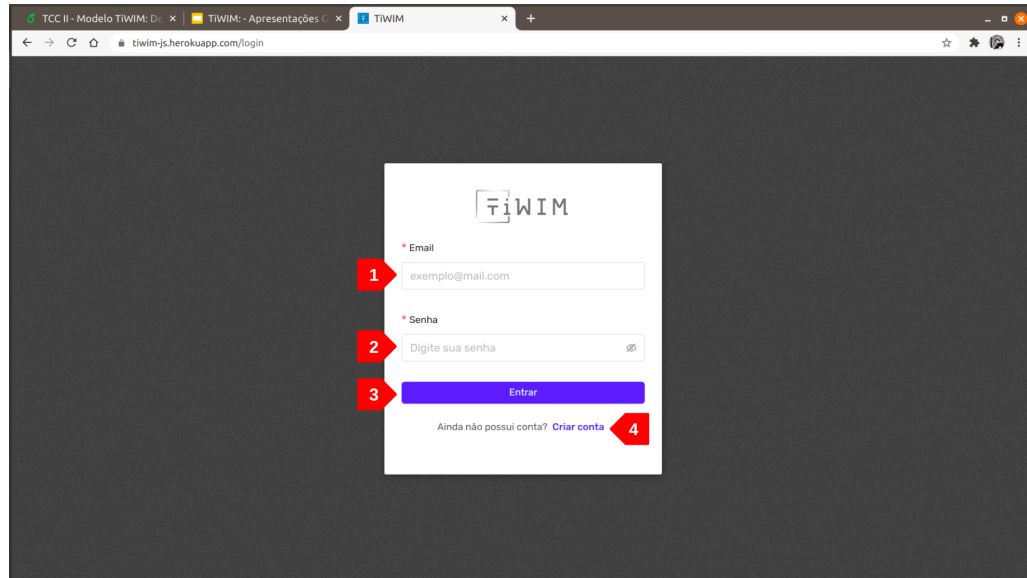 TCC II - Modelo TiWIM: De
TiWIM: - Apresentações G
TiWIM
tiwim-js.herokuapp.com/login
TiWIM
* Email
1
exemplo@mail.com
* Senha
2
Digite sua senha
3
Entrar
Ainda não possui conta? Criar conta
4